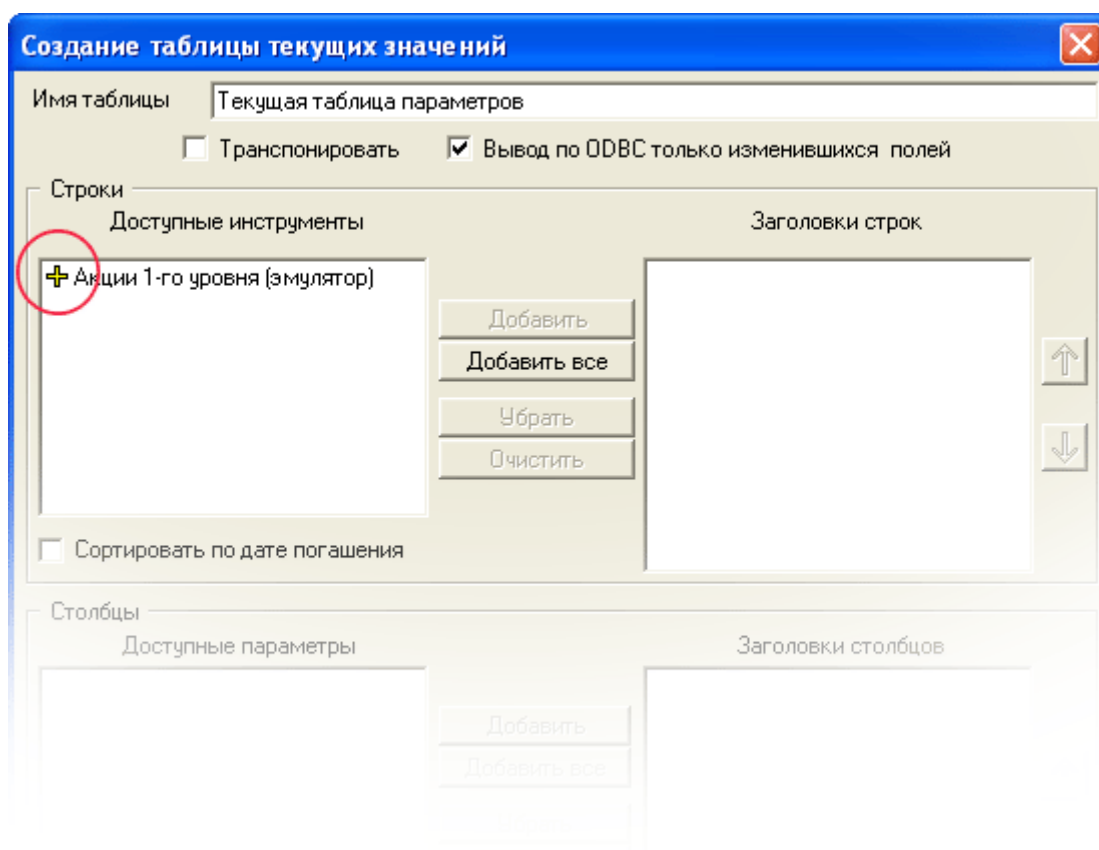 Создание таблицы текущих значений
Имя таблицы Текущая таблица параметров
Транспонировать Вывод по ODBC только изменившихся полей
Строки
Доступные инструменты Заголовки строк
Акции 1-го уровня (эмулятор)
Добавить
Добавить все
Убрать
Очистить
Сортировать по дате погашения
Столбцы
Доступные параметры Заголовки столбцов
Добавить
Добавить все